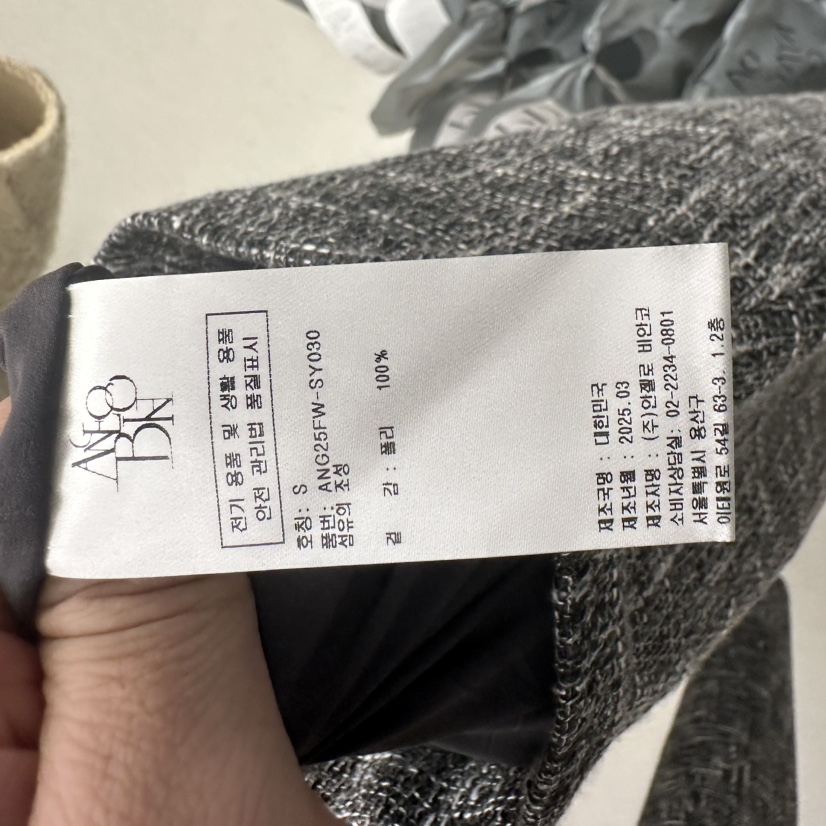 ANGELO
BIANCO
전기 용품 및 생활 용품
안전 관리법 품질표시
호칭: S
품번: ANG25FW-SY030
섬유의 조성
겉 감 : 폴리 100%
제조국명 : 대한민국
제조년월 : 2025.03
제조자명 : (주)안젤로 비안코
소비자상담실: 02-2234-0801
서울특별시 용산구
이태원로 54길 63-3. 1.2층